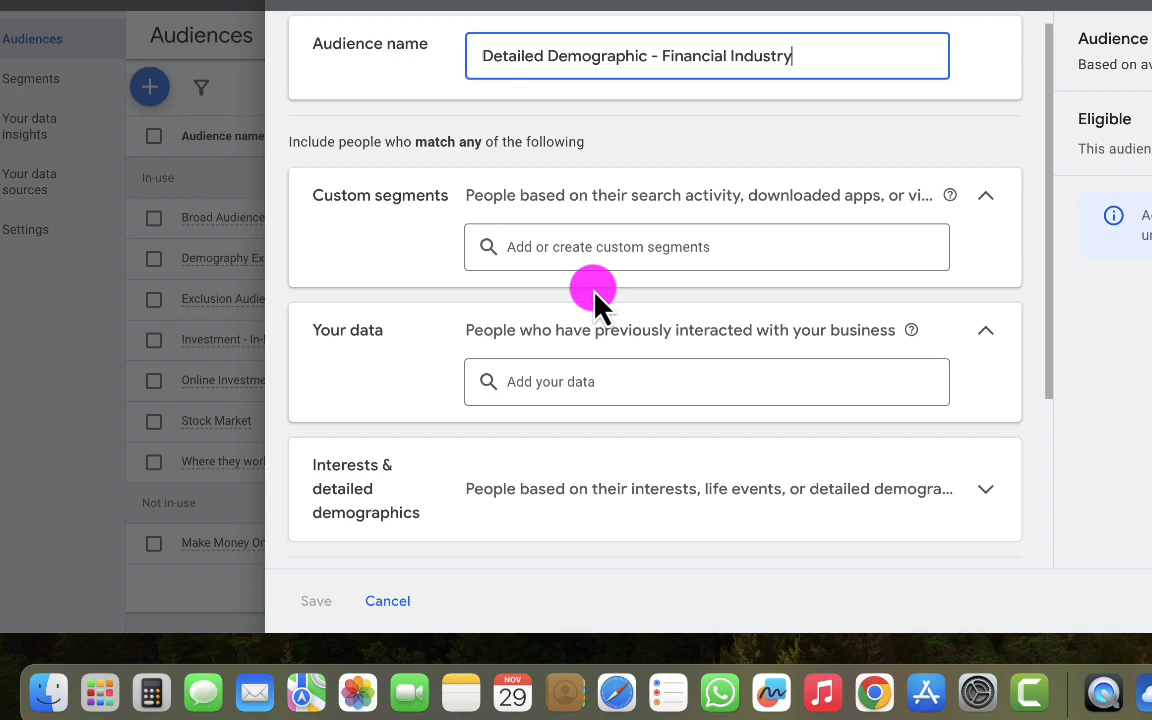 Audiences
Segments
Your data
insights
Your data
sources
Settings
Audiences
Audience name
In-use
Broad Audience
Demography Ex
Exclusion Audie
Investment - In-
Online Investme
Stock Market
Where they wor
Not in-use
Make Money On
Audience name
Detailed Demographic - Financial Industry
Include people who match any of the following
Custom segments
People based on their search activity, downloaded apps, or vi...
Add or create custom segments
Your data
People who have previously interacted with your business
Add your data
Interests &
detailed
demographics
People based on their interests, life events, or detailed demogra...
Save
Cancel
Audience
Based on av
Eligible
This audien
NOV
29